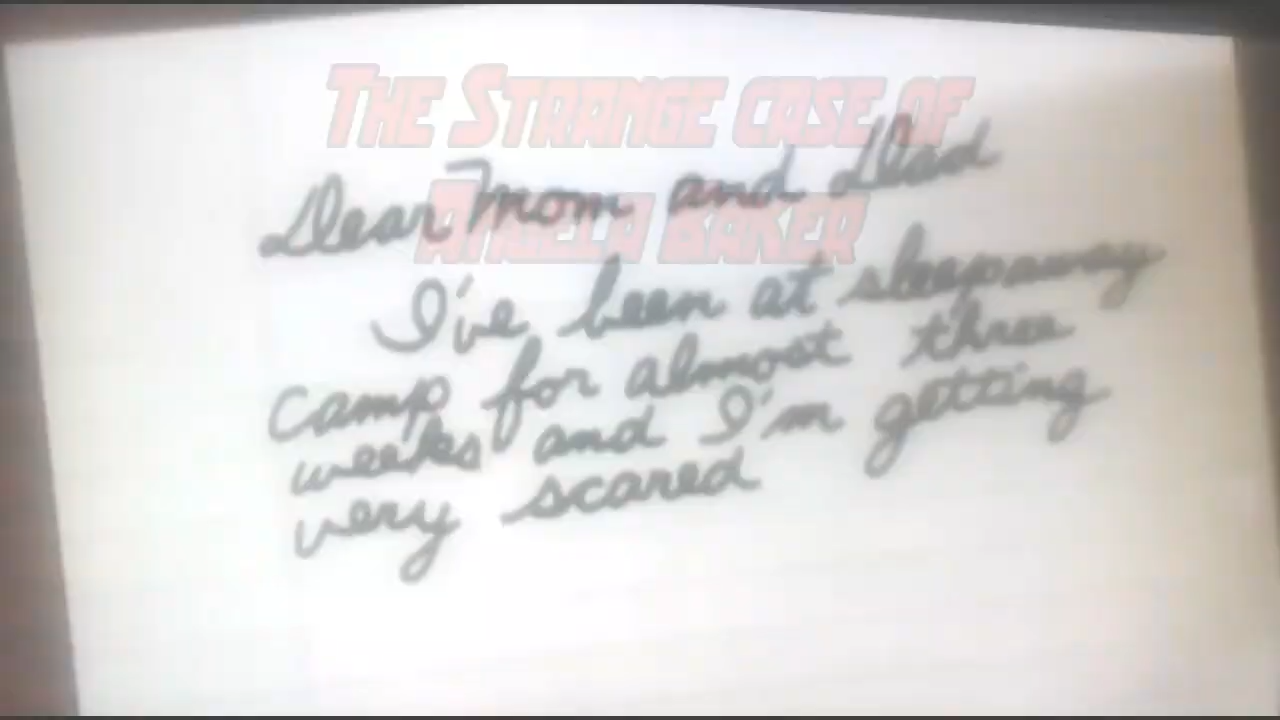 The Strange case of
Angela Baker
Dear Mom and Dad
I've been at sleepaway
camp for almost three
weeks and I'm getting
very scared